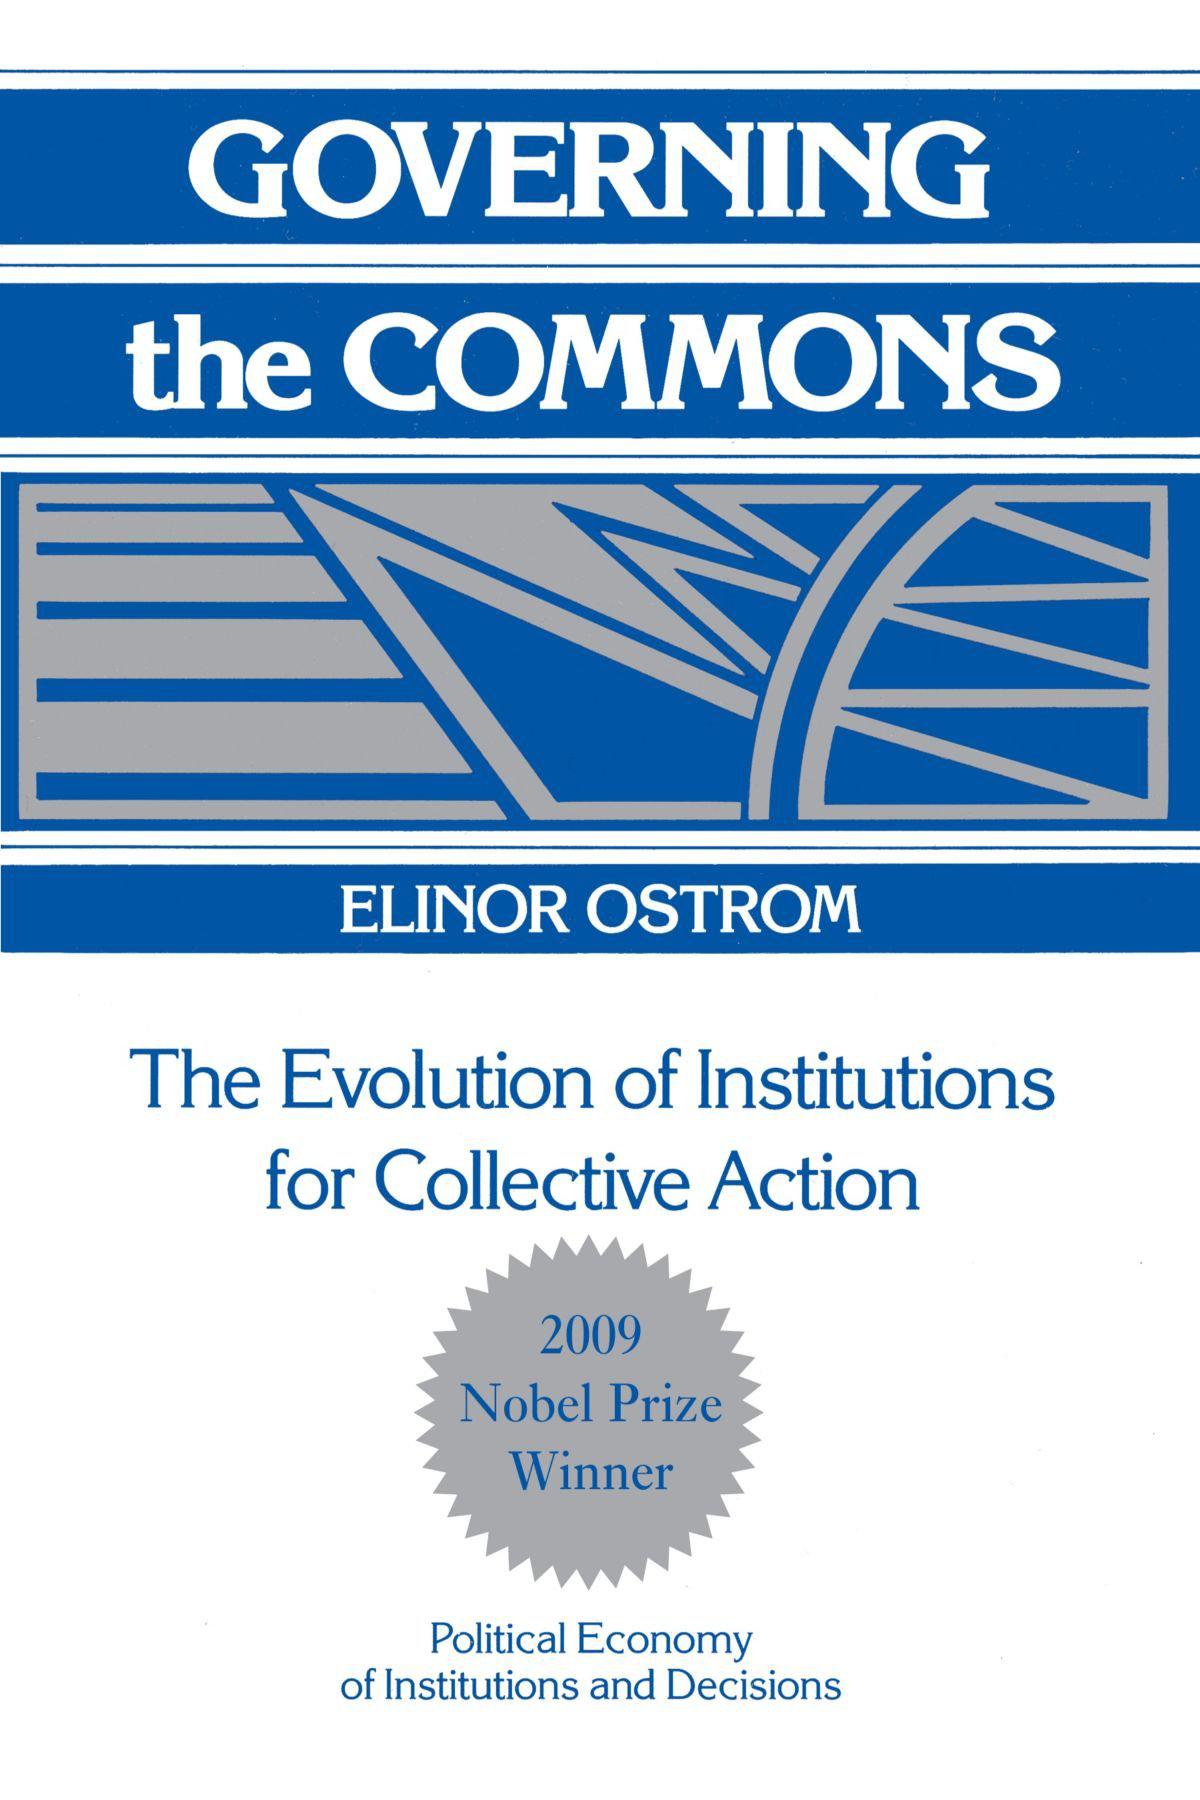 GOVERNING
the COMMONS
ELINOR OSTROM
The Evolution of Institutions
for Collective Action
2009
Nobel Prize
Winner
Political Economy
of Institutions and Decisions